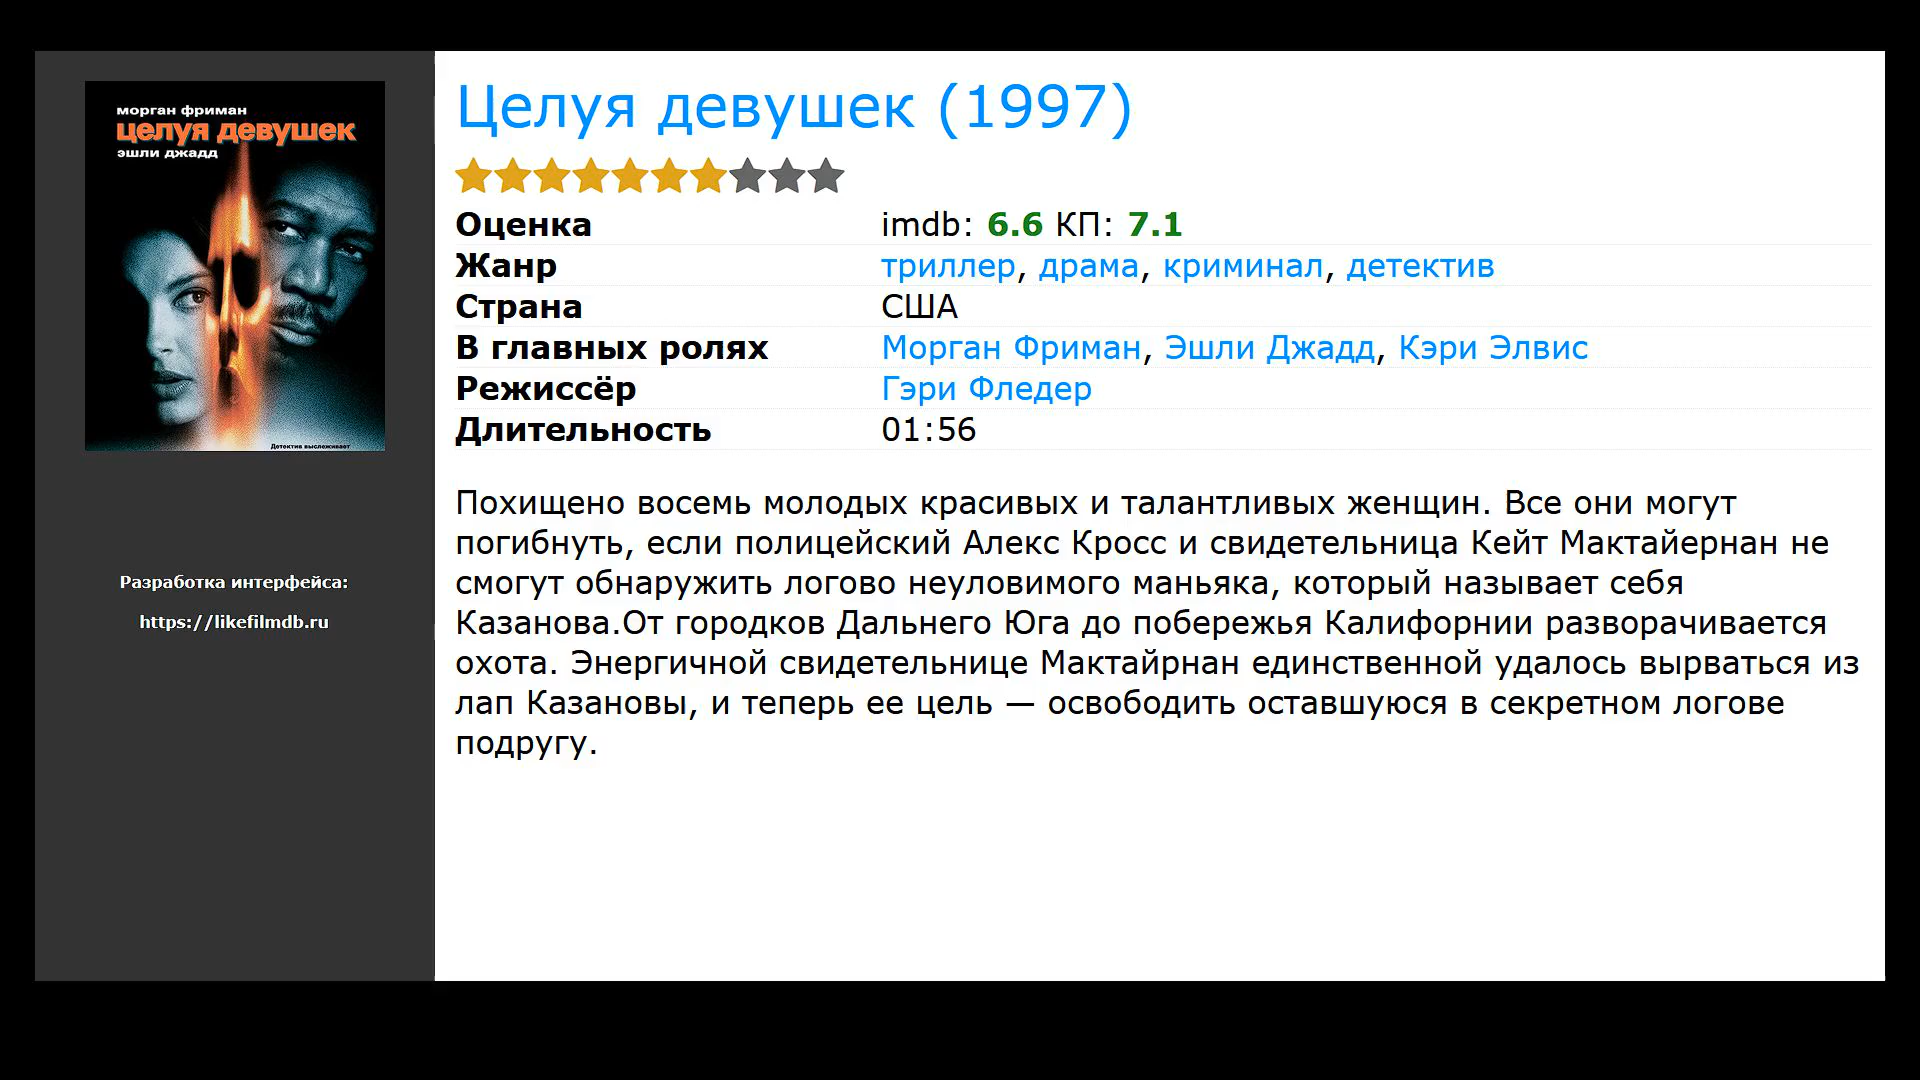 морган фриман
целуя девушек
эшли джадд
Детектив выслеживает
Разработка интерфейса:
https://likefilmdb.ru
Целуя девушек (1997)
Оценка imdb: 6.6 КП: 7.1
Жанр триллер, драма, криминал, детектив
Страна США
В главных ролях Морган Фриман, Эшли Джадд, Кэри Элвис
Режиссёр Гэри Фледер
Длительность 01:56
Похищено восемь молодых красивых и талантливых женщин. Все они могут
погибнуть, если полицейский Алекс Кросс и свидетельница Кейт Мактайернан не
смогут обнаружить логово неуловимого маньяка, который называет себя
Казанова.От городков Дальнего Юга до побережья Калифорнии разворачивается
охота. Энергичной свидетельнице Мактайрнан единственной удалось вырваться из
лап Казановы, и теперь ее цель — освободить оставшуюся в секретном логове
подругу.